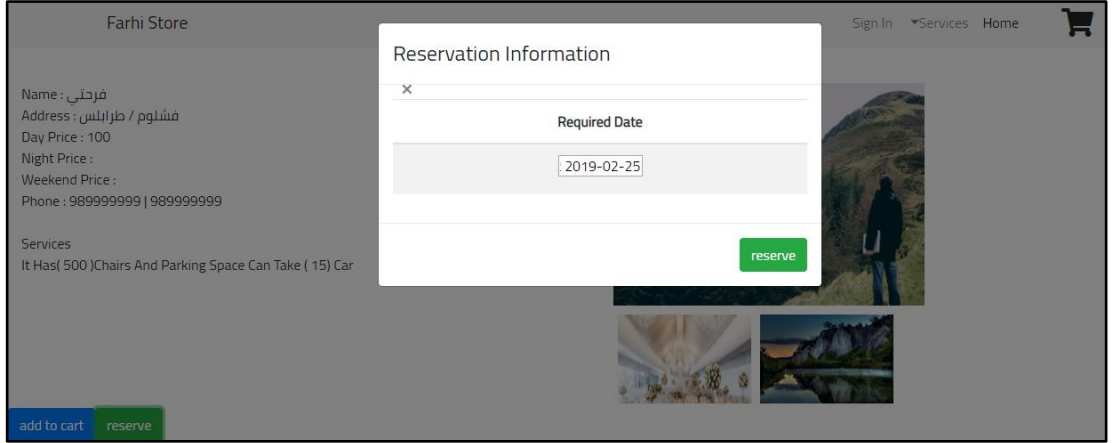 Farhi Store
Sign In Services Home
Reservation Information
×
Required Date
: 2019-02-25
reserve
Name : فرحتي
Address : فشلوم / طرابلس
Day Price : 100
Night Price :
Weekend Price :
Phone : 989999999 | 989999999
Services
It Has( 500 )Chairs And Parking Space Can Take ( 15) Car
add to cart reserve